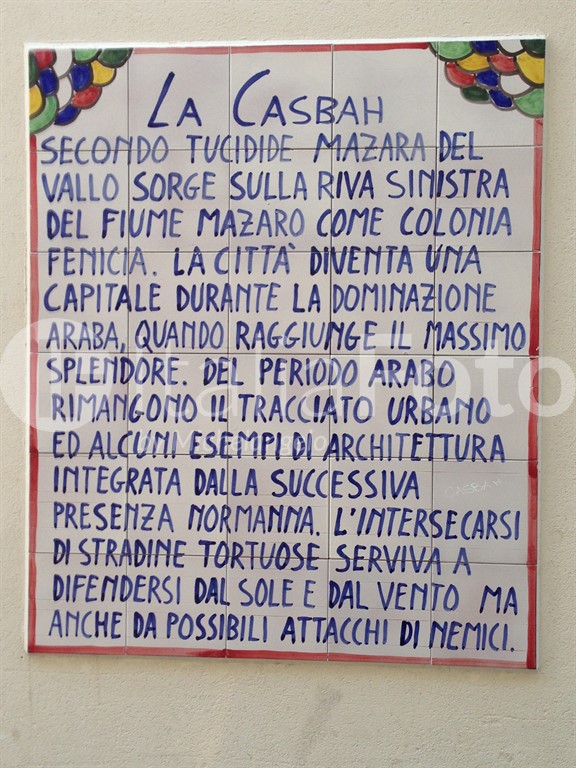 La Casbah
SECONDO TUCIDIDE MAZARA DEL
VALLO SORGE SULLA RIVA SINISTRA
DEL FIUME MAZARO COME COLONIA
FENICIA. LA CITTÀ DIVENTA UNA
CAPITALE DURANTE LA DOMINAZIONE
ARABA, QUANDO RAGGIUNGE IL MASSIMO
SPLENDORE. DEL PERIODO ARABO
RIMANGONO IL TRACCIATO URBANO
ED ALCUNI ESEMPI DI ARCHITETTURA
INTEGRATA DALLA SUCCESSIVA
CASBAH
PRESENZA NORMANNA. L'INTERSECARSI
DI STRADINE TORTUOSE SERVIVA A
DIFENDERSI DAL SOLE E DAL VENTO MA
ANCHE DA POSSIBILI ATTACCHI DI NEMICI.
ItaliaFoto